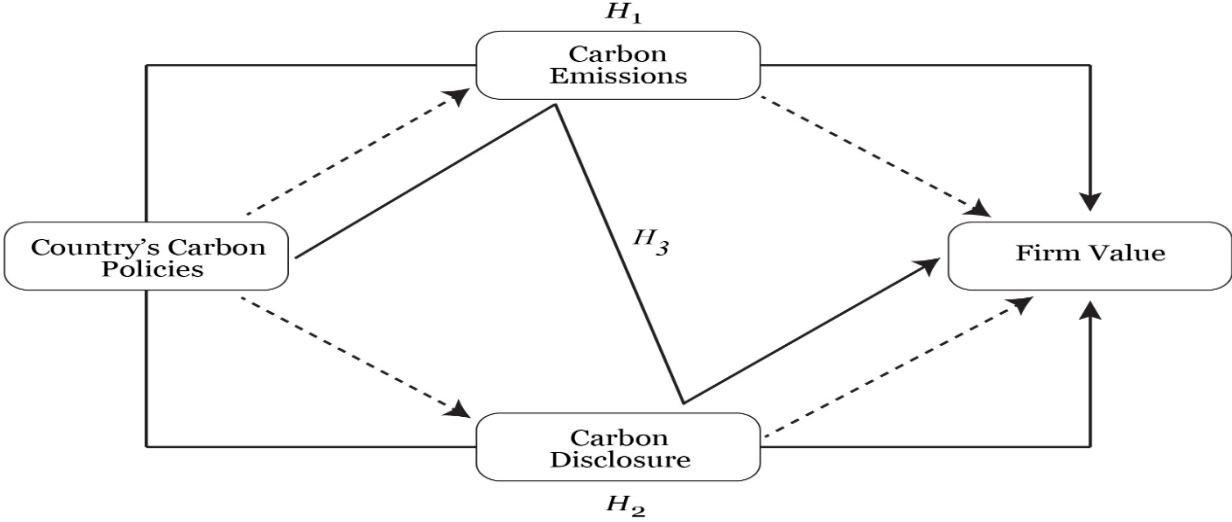 H₁
Carbon
Emissions
Country’s Carbon
Policies
H₃
Firm Value
Carbon
Disclosure
H₂